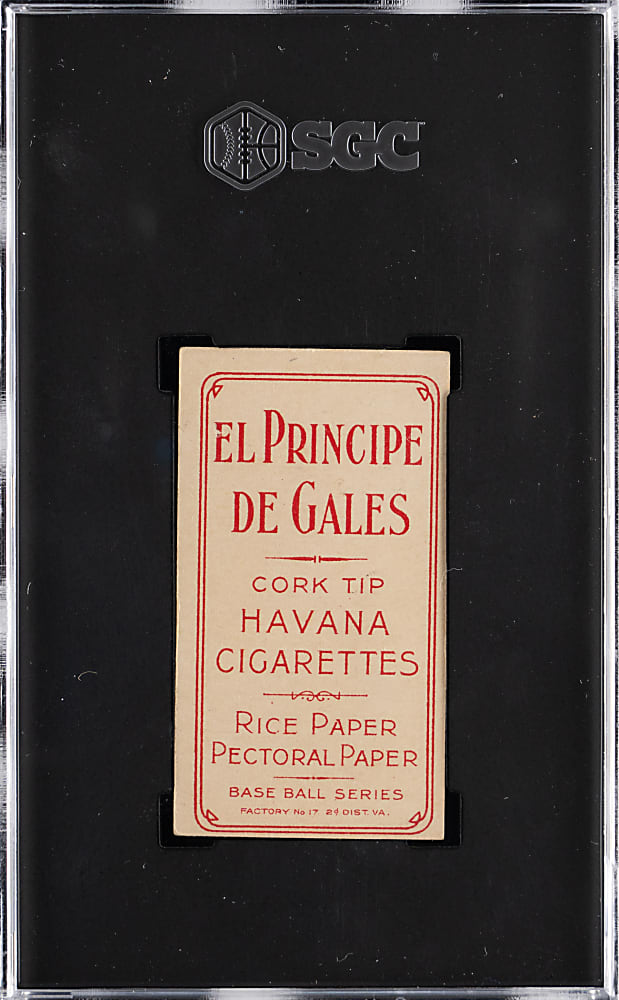 SGC
EL PRINCIPE
DE GALES
CORK TIP
HAVANA
CIGARETTES
RICE PAPER
PECTORAL PAPER
BASE BALL SERIES
FACTORY No 17 2d DIST. VA.